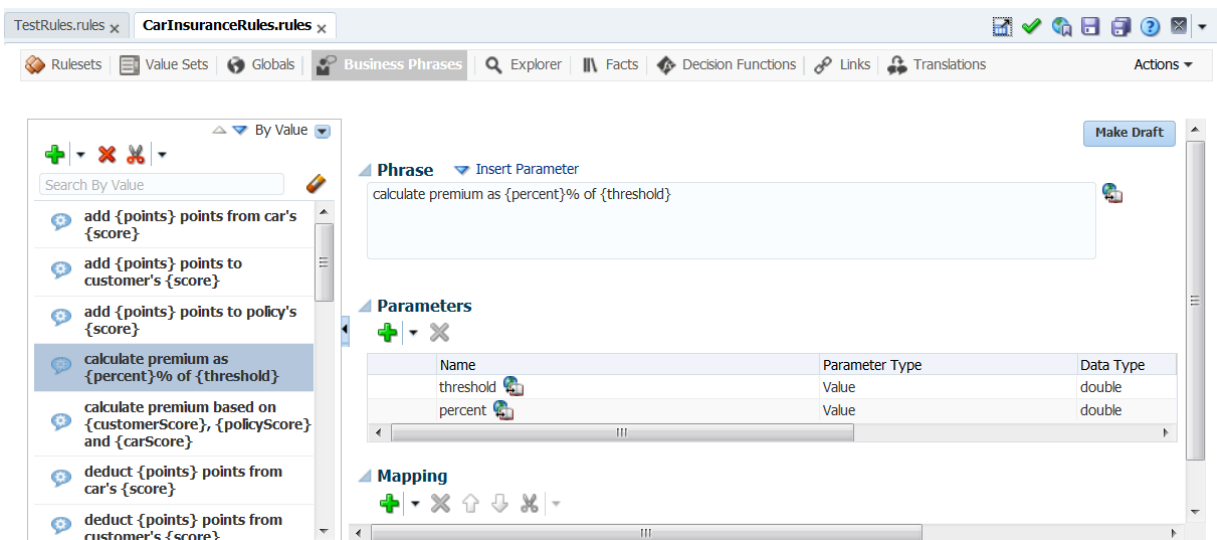 TestRules.rules
CarInsuranceRules.rules
Rulesets Value Sets Globals Business Phrases Explorer Facts Decision Functions Links Translations Actions
By Value
Search By Value
add {points} points from car's
{score}
add {points} points to
customer's {score}
add {points} points to policy's
{score}
calculate premium as
{percent}% of {threshold}
calculate premium based on
{customerScore}, {policyScore}
and {carScore}
deduct {points} points from
car's {score}
deduct {points} points from
customer's {score}
Make Draft
Phrase Insert Parameter
calculate premium as {percent}% of {threshold}
Parameters
Name Parameter Type Data Type
threshold Value double
percent Value double
Mapping